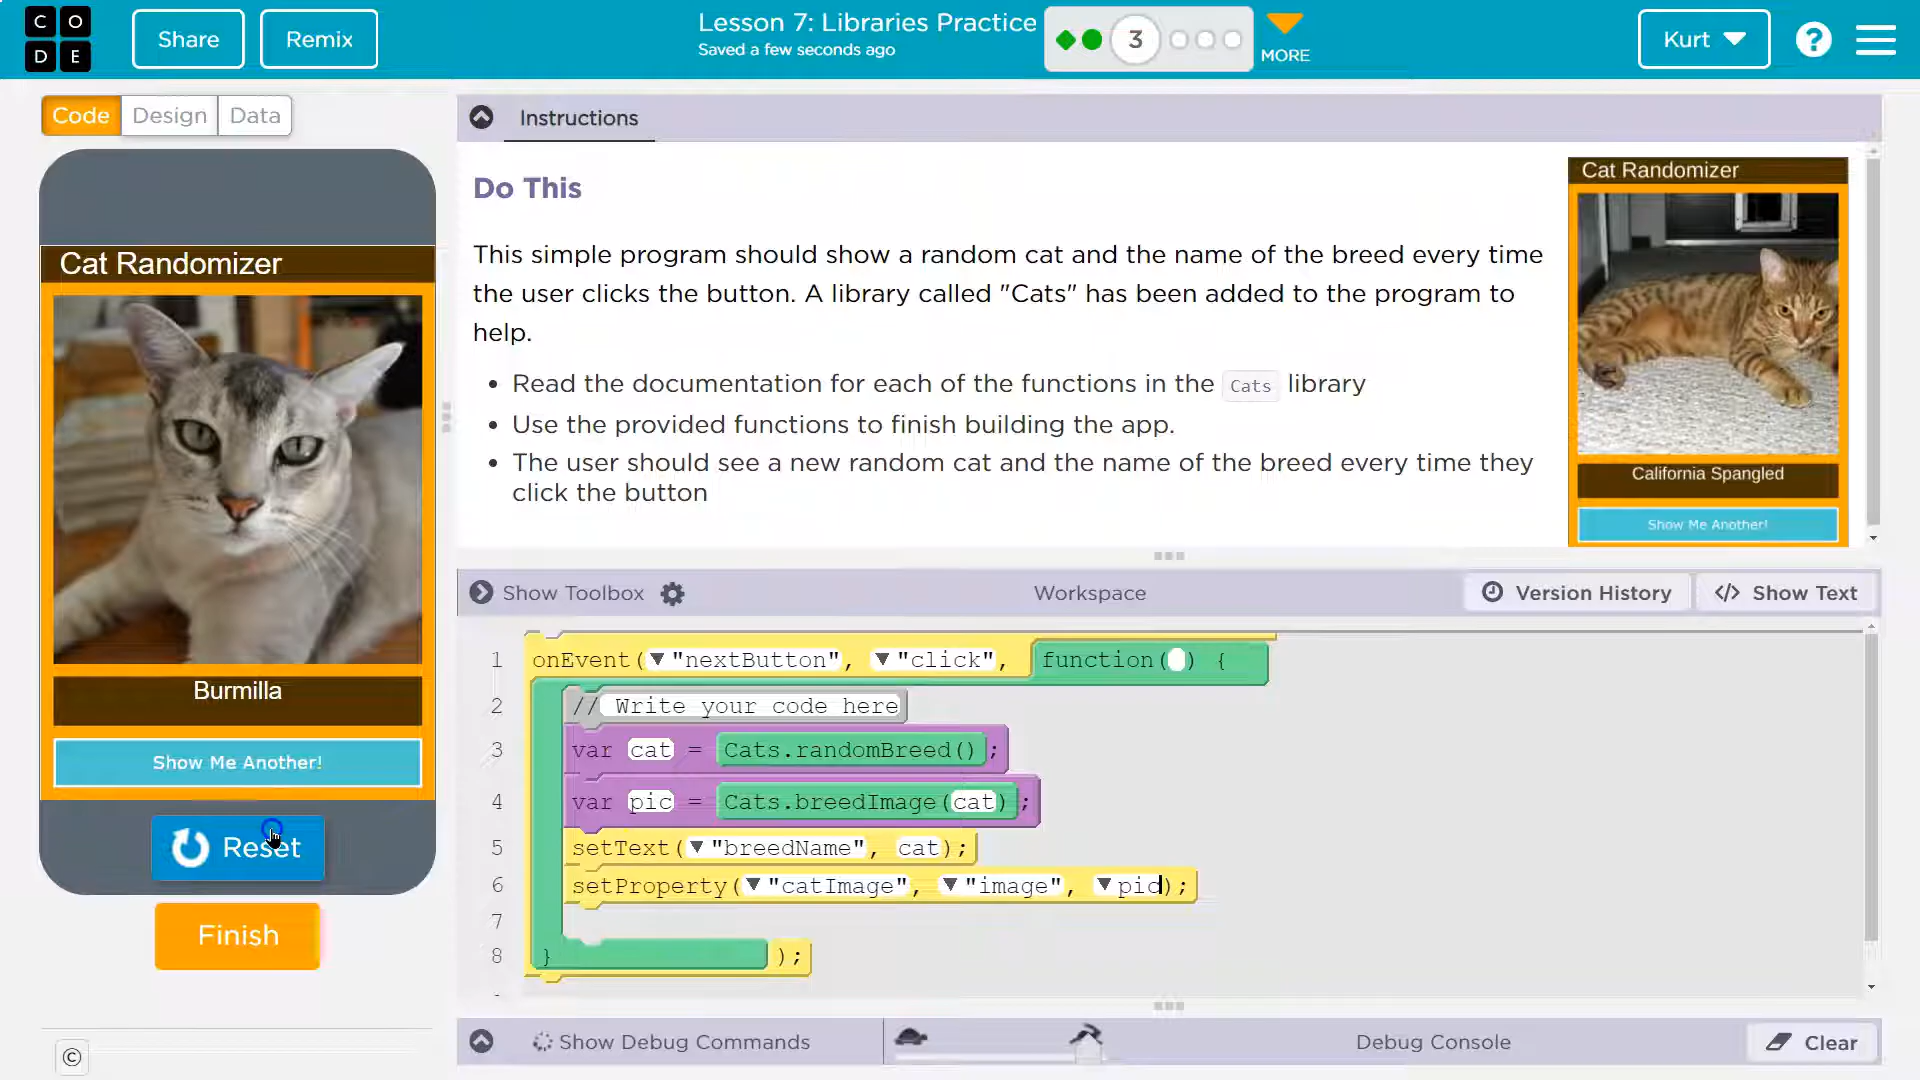 C O
D E
Share
Remix
Lesson 7: Libraries Practice
Saved a few seconds ago
3
MORE
Kurt
?
Code
Design
Data
Instructions
Do This
This simple program should show a random cat and the name of the breed every time
the user clicks the button. A library called "Cats" has been added to the program to
help.
• Read the documentation for each of the functions in the Cats library
• Use the provided functions to finish building the app.
• The user should see a new random cat and the name of the breed every time they
click the button
Cat Randomizer
California Spangled
Show Me Another!
Cat Randomizer
Burmilla
Show Me Another!
Reset
Finish
©
Show Toolbox
Workspace
Version History
</> Show Text
1 onEvent(▼"nextButton", ▼"click", function() {
2 // Write your code here
3 var cat = Cats.randomBreed();
4 var pic = Cats.breedImage(cat);
5 setText(▼"breedName", cat);
6 setProperty(▼"catImage", ▼"image", ▼pic);
7
8 } );
Show Debug Commands
Debug Console
Clear